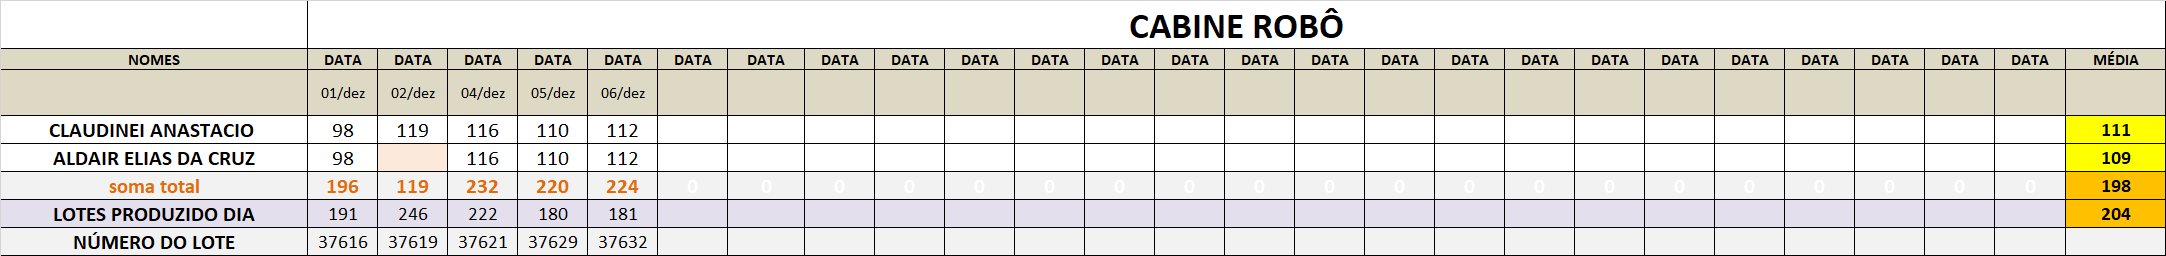 CABINE ROBÔ
NOMES DATA DATA DATA DATA DATA DATA DATA DATA DATA DATA DATA DATA DATA DATA DATA DATA DATA DATA DATA DATA DATA DATA DATA DATA DATA MÉDIA
01/dez 02/dez 04/dez 05/dez 06/dez
CLAUDINEI ANASTACIO 98 119 116 110 112 111
ALDAIR ELIAS DA CRUZ 98 116 110 112 109
soma total 196 119 232 220 224 0 0 0 0 0 0 0 0 0 0 0 0 0 0 0 0 0 0 0 0 198
LOTES PRODUZIDO DIA 191 246 222 180 181 204
NÚMERO DO LOTE 37616 37619 37621 37629 37632